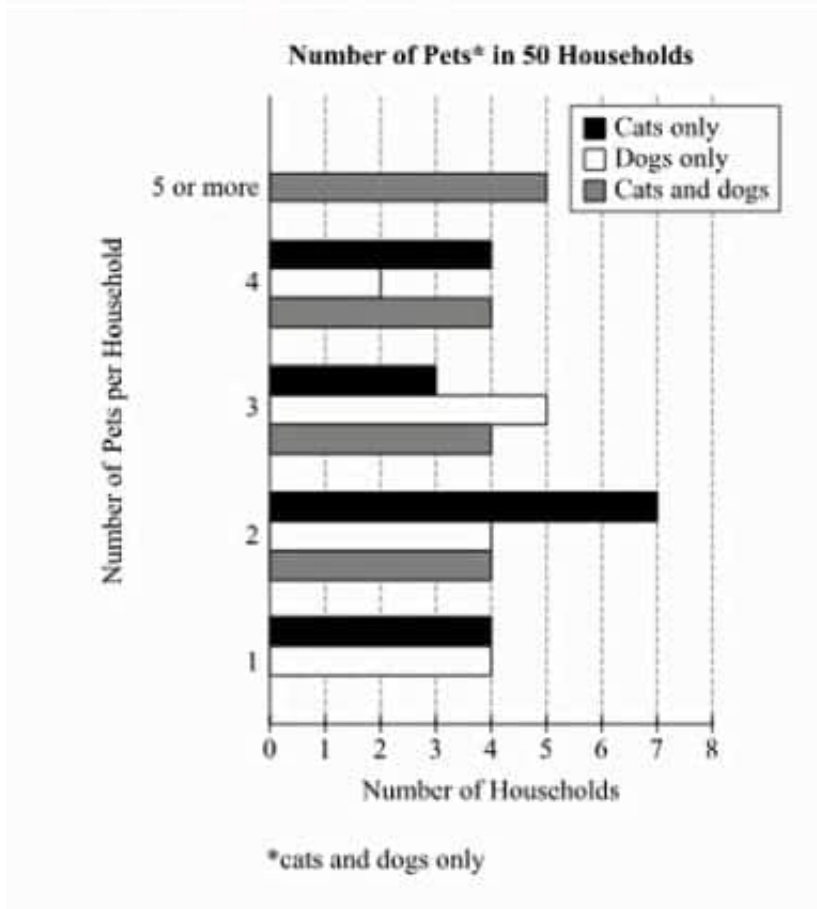 Number of Pets* in 50 Households
Cats only
Dogs only
Cats and dogs
5 or more
4
3
2
1
Number of Pets per Household
0 1 2 3 4 5 6 7 8
Number of Households
*cats and dogs only